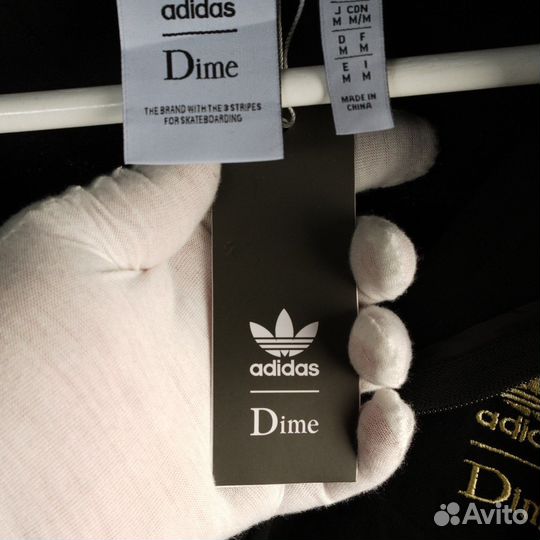 adidas
Dime
THE BRAND WITH THE 3 STRIPES
FOR SKATEBOARDING
J CON
M M/M
D F
M M
E I
M M
MADE IN
CHINA
adidas
Dime
Avito